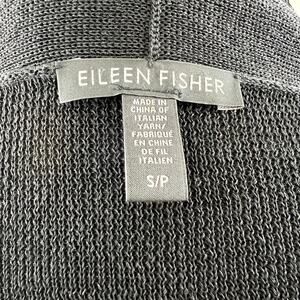 EILEEN FISHER
MADE IN
CHINA OF
ITALIAN
YARN/
FABRIQUÉ
EN CHINE
DE FIL
ITALIEN
S/P